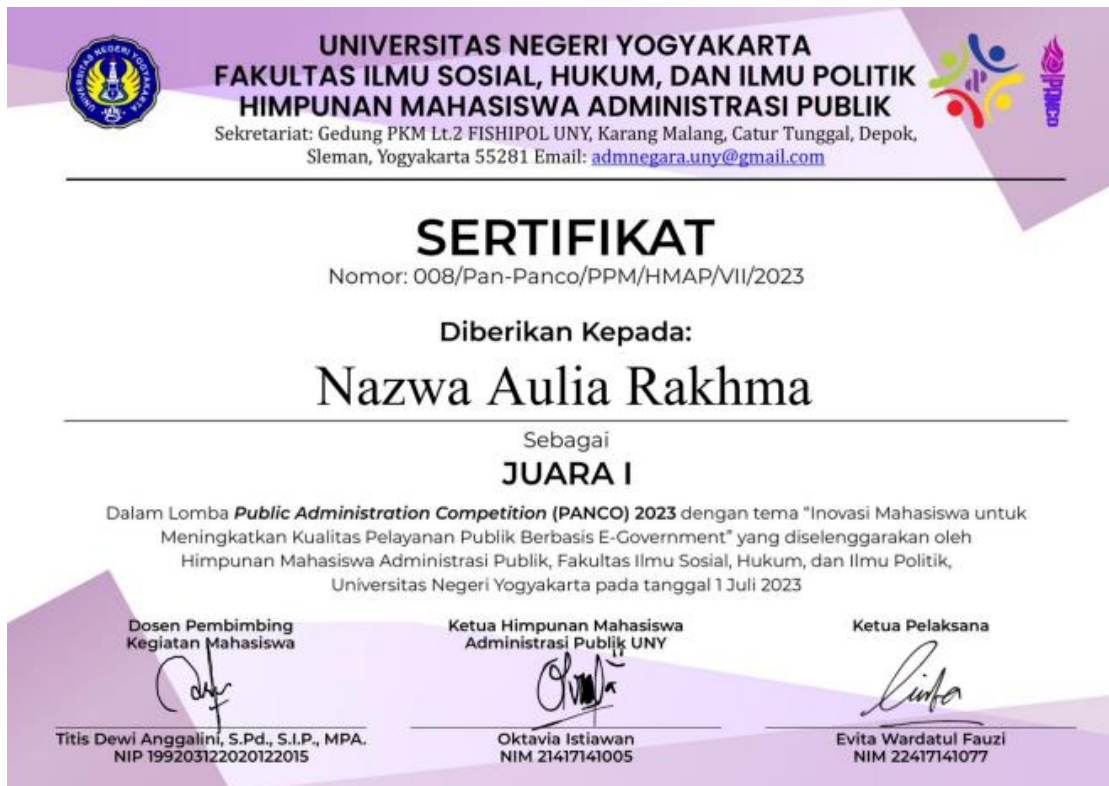 UNIVERSITAS NEGERI YOGYAKARTA
FAKULTAS ILMU SOSIAL, HUKUM, DAN ILMU POLITIK
HIMPUNAN MAHASISWA ADMINISTRASI PUBLIK
Sekretariat: Gedung PKM Lt.2 FISHIPOL UNY, Karang Malang, Catur Tunggal, Depok,
Sleman, Yogyakarta 55281 Email: admnegara.uny@gmail.com
UNIVERSITAS NEGERI YOGYAKARTA
PANCO
SERTIFIKAT
Nomor: 008/Pan-Panco/PPM/HMAP/VII/2023
Diberikan Kepada:
Nazwa Aulia Rakhma
Sebagai
JUARA I
Dalam Lomba Public Administration Competition (PANCO) 2023 dengan tema "Inovasi Mahasiswa untuk
Meningkatkan Kualitas Pelayanan Publik Berbasis E-Government" yang diselenggarakan oleh
Himpunan Mahasiswa Administrasi Publik, Fakultas Ilmu Sosial, Hukum, dan Ilmu Politik,
Universitas Negeri Yogyakarta pada tanggal 1 Juli 2023
Dosen Pembimbing
Kegiatan Mahasiswa
Titis Dewi Anggalini, S.Pd., S.I.P., MPA.
NIP 199203122020122015
Ketua Himpunan Mahasiswa
Administrasi Publik UNY
Oktavia Istiawan
NIM 21417141005
Ketua Pelaksana
Evita Wardatul Fauzi
NIM 22417141077